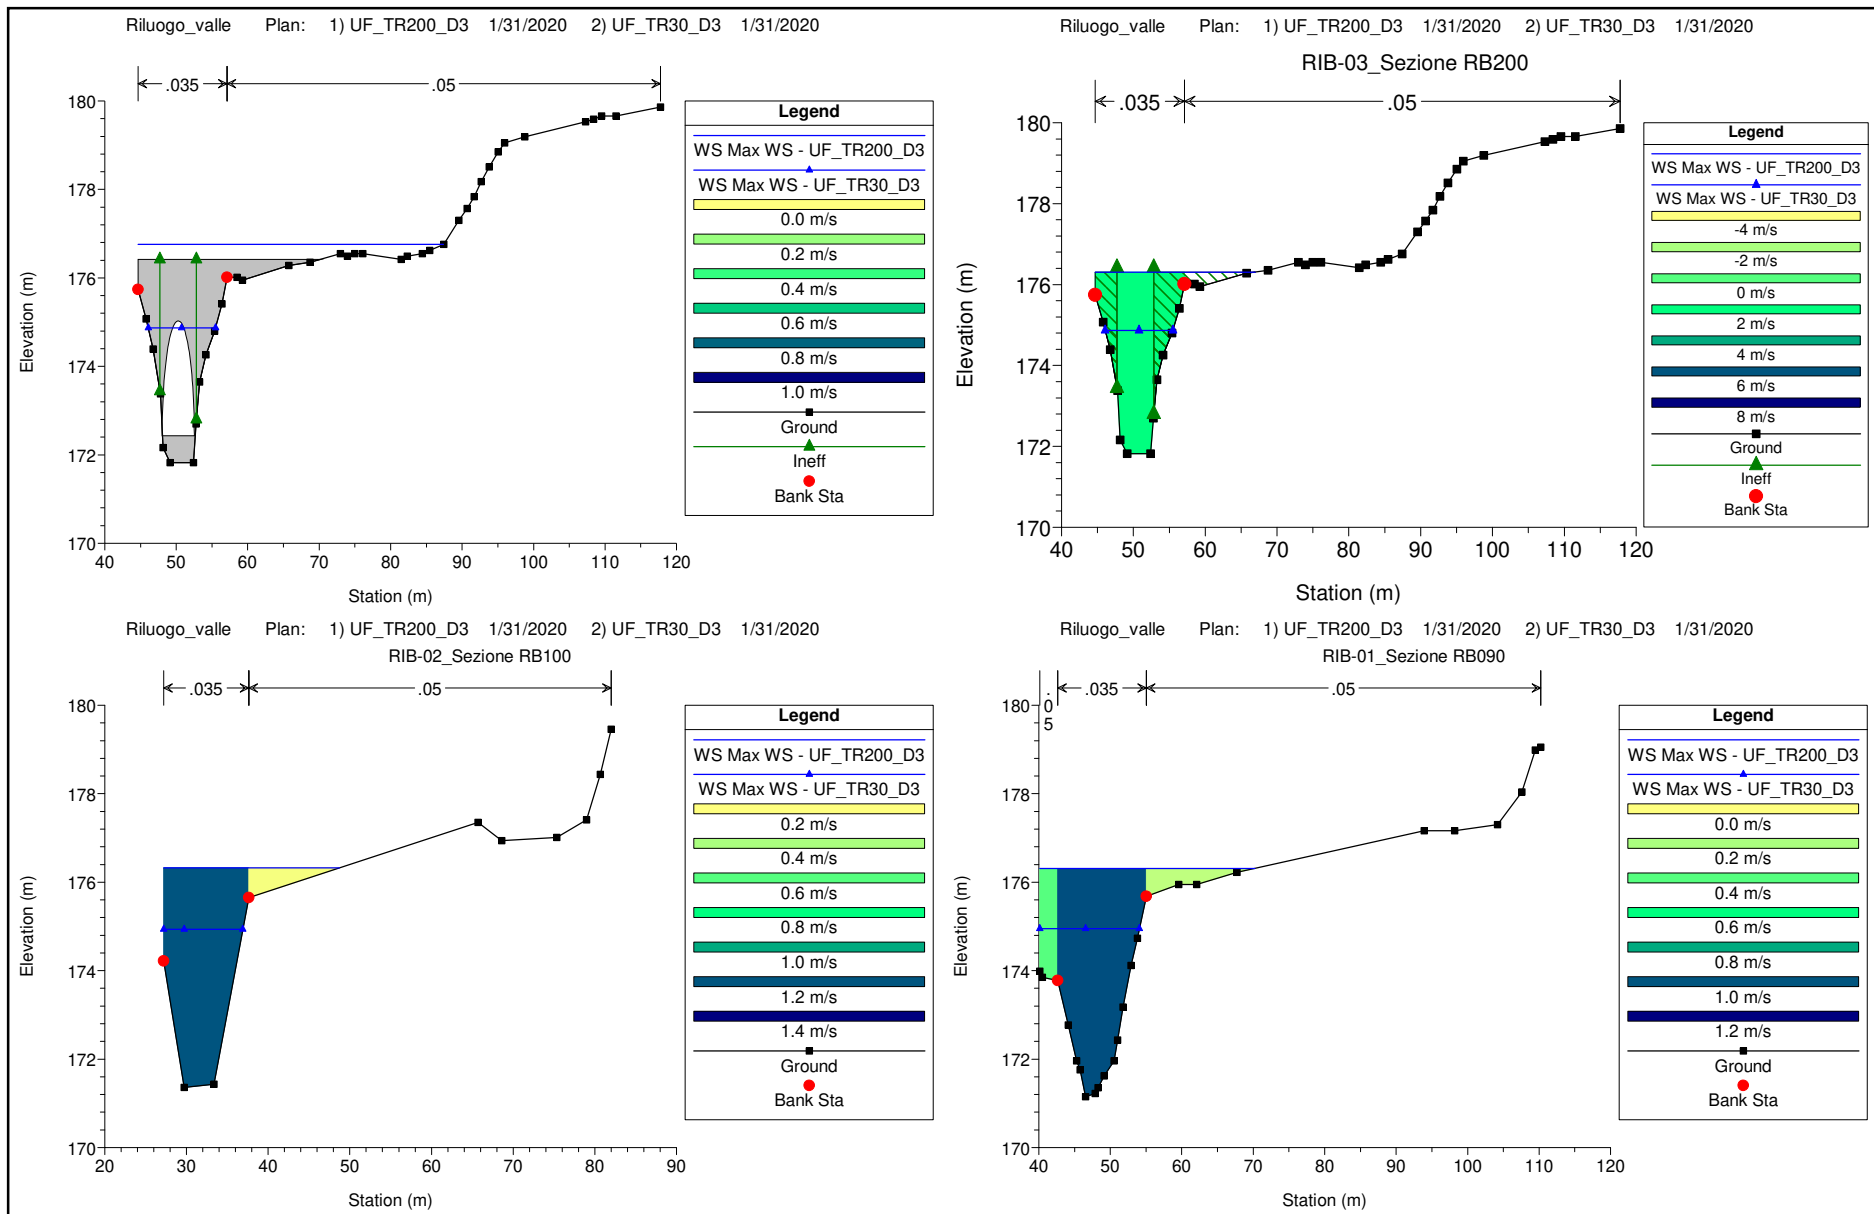 Riluogo_valle Plan: 1) UF_TR200_D3 1/31/2020 2) UF_TR30_D3 1/31/2020
.035 .05
180
178
176
174
172
170
Elevation (m)
40 50 60 70 80 90 100 110 120
Station (m)
Legend
WS Max WS - UF_TR200_D3
WS Max WS - UF_TR30_D3
0.0 m/s
0.2 m/s
0.4 m/s
0.6 m/s
0.8 m/s
1.0 m/s
Ground
Ineff
Bank Sta
Riluogo_valle Plan: 1) UF_TR200_D3 1/31/2020 2) UF_TR30_D3 1/31/2020
RIB-03_Sezione RB200
.035 .05
180
178
176
174
172
170
Elevation (m)
40 50 60 70 80 90 100 110 120
Station (m)
Legend
WS Max WS - UF_TR200_D3
WS Max WS - UF_TR30_D3
-4 m/s
-2 m/s
0 m/s
2 m/s
4 m/s
6 m/s
8 m/s
Ground
Ineff
Bank Sta
Riluogo_valle Plan: 1) UF_TR200_D3 1/31/2020 2) UF_TR30_D3 1/31/2020
RIB-02_Sezione RB100
.035 .05
180
178
176
174
172
170
Elevation (m)
20 30 40 50 60 70 80 90
Station (m)
Legend
WS Max WS - UF_TR200_D3
WS Max WS - UF_TR30_D3
0.2 m/s
0.4 m/s
0.6 m/s
0.8 m/s
1.0 m/s
1.2 m/s
1.4 m/s
Ground
Bank Sta
Riluogo_valle Plan: 1) UF_TR200_D3 1/31/2020 2) UF_TR30_D3 1/31/2020
RIB-01_Sezione RB090
.
0
5
.035 .05
180
178
176
174
172
170
Elevation (m)
40 50 60 70 80 90 100 110 120
Station (m)
Legend
WS Max WS - UF_TR200_D3
WS Max WS - UF_TR30_D3
0.0 m/s
0.2 m/s
0.4 m/s
0.6 m/s
0.8 m/s
1.0 m/s
1.2 m/s
Ground
Bank Sta